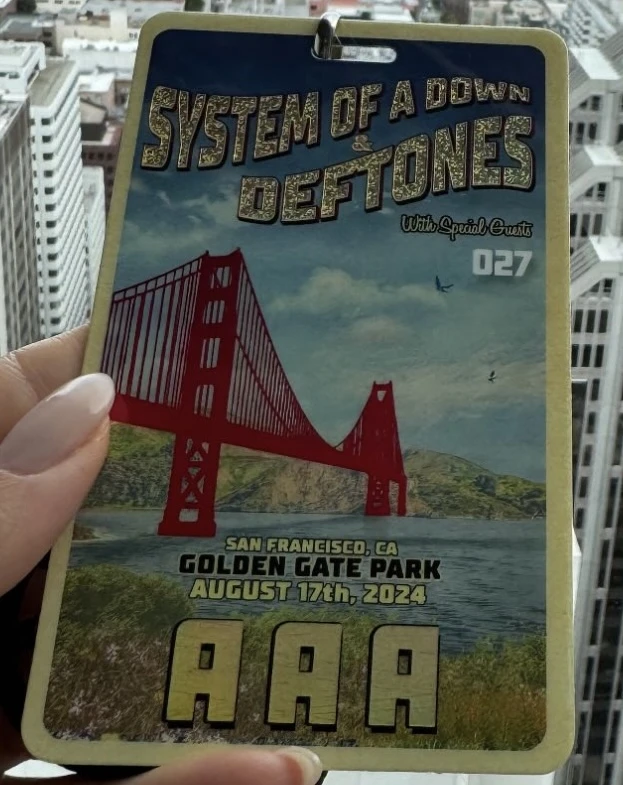 SYSTEM OF A DOWN
&
DEFTONES
With Special Guests
027
SAN FRANCISCO, CA
GOLDEN GATE PARK
AUGUST 17th, 2024
AAA